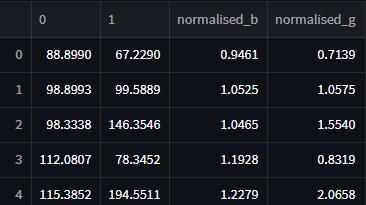 0 1 normalised_b normalised_g
0 88.8990 67.2290 0.9461 0.7139
1 98.8993 99.5889 1.0525 1.0575
2 98.3338 146.3546 1.0465 1.5540
3 112.0807 78.3452 1.1928 0.8319
4 115.3852 194.5511 1.2279 2.0658